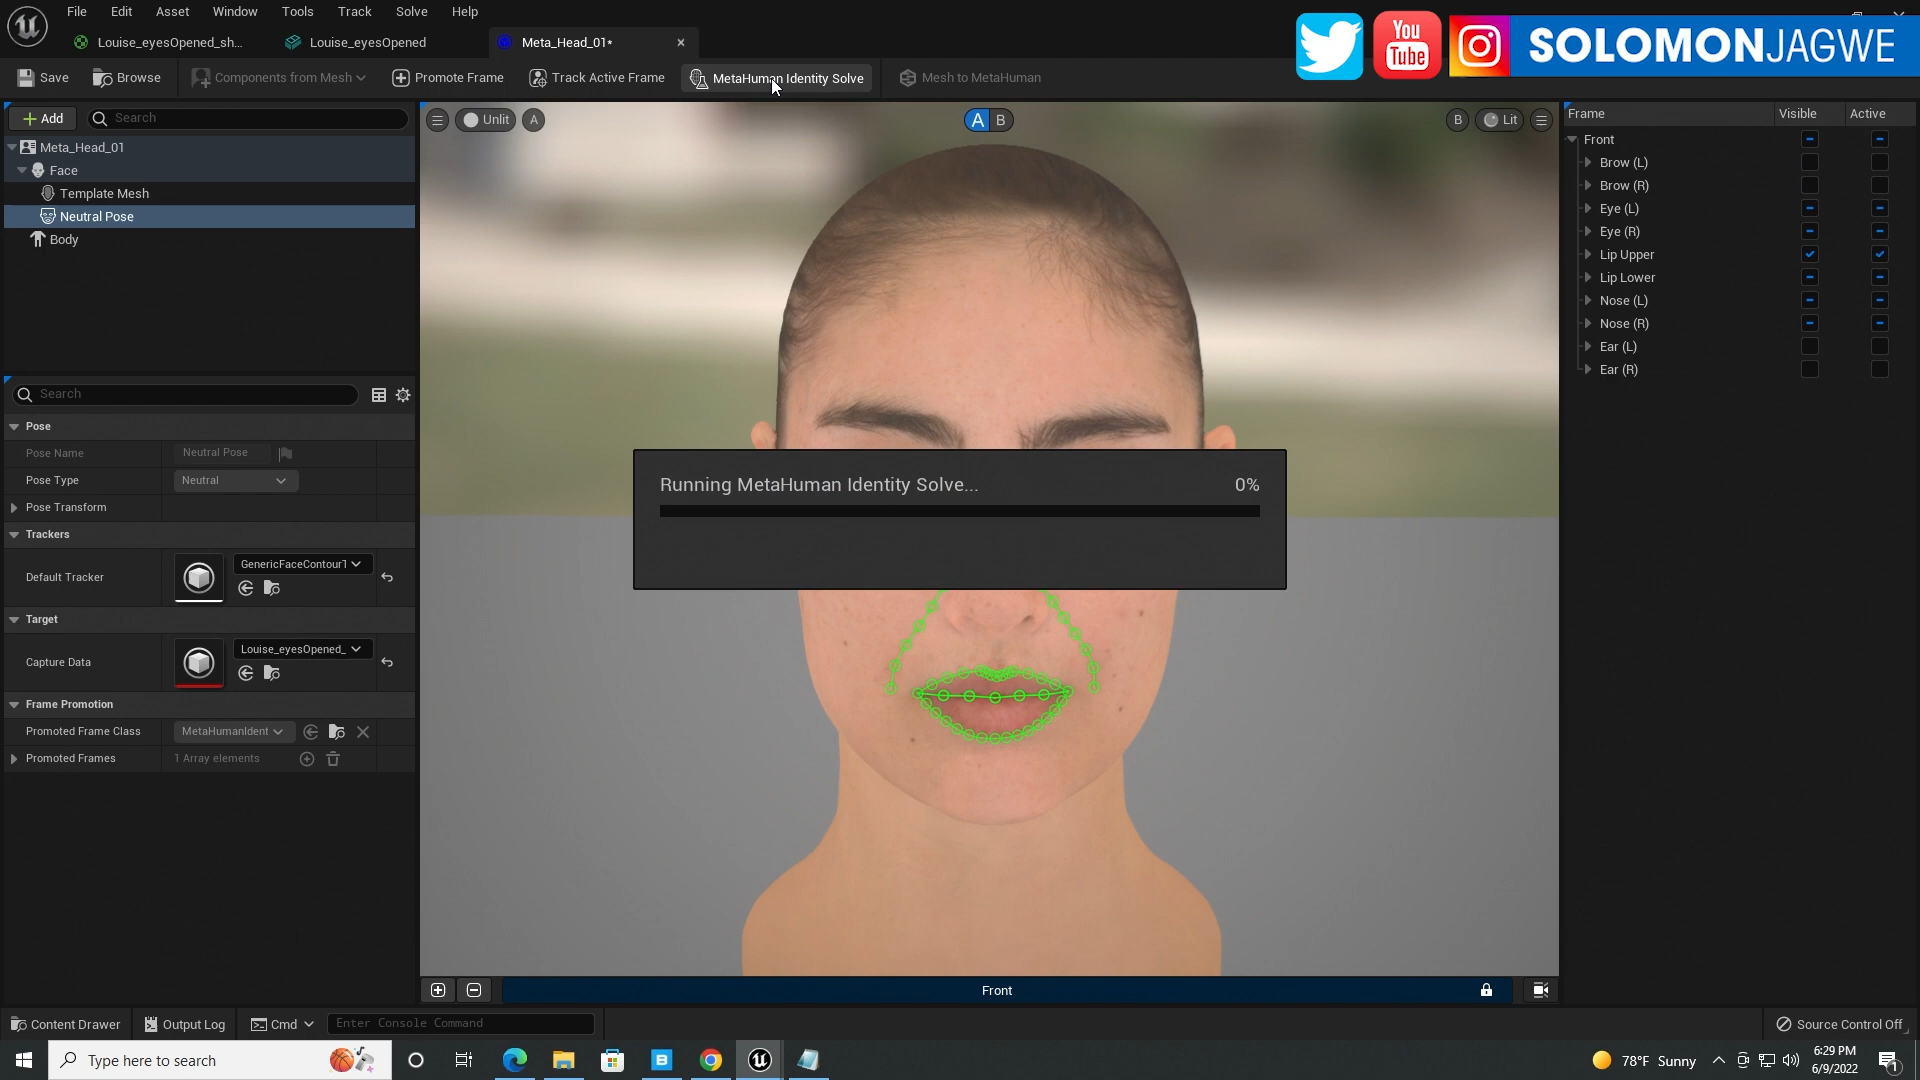 File Edit Asset Window Tools Track Solve Help
Louise_eyesOpened_sh... Louise_eyesOpened Meta_Head_01*
You Tube SOLOMONJAGWE
Save Browse Components from Mesh Promote Frame Track Active Frame MetaHuman Identity Solve Mesh to MetaHuman
Add Search
Meta_Head_01
Face
Template Mesh
Neutral Pose
Body
Search
Pose
Pose Name Neutral Pose
Pose Type Neutral
Pose Transform
Trackers
Default Tracker GenericFaceContourT
Target
Capture Data Louise_eyesOpened_
Frame Promotion
Promoted Frame Class MetaHumanIdent
Promoted Frames 1 Array elements
Unlit A A B B Lit
Running MetaHuman Identity Solve... 0%
Front
Frame Visible Active
Front
Brow (L)
Brow (R)
Eye (L)
Eye (R)
Lip Upper
Lip Lower
Nose (L)
Nose (R)
Ear (L)
Ear (R)
Content Drawer Output Log Cmd Enter Console Command Source Control Off
Type here to search 78°F Sunny 6:29 PM
6/9/2022 1